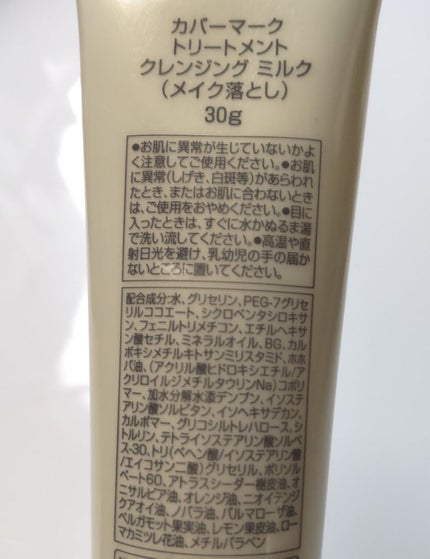 カバーマーク
トリートメント
クレンジング ミルク
(メイク落とし)
30g
●お肌に異常が生じていないかよ
く注意してご使用ください。●お肌
に異常(しげき、白斑等)があらわれ
たとき、またはお肌に合わないとき
は、ご使用をおやめください。●目に
入ったときは、すぐに水かぬるま湯
で洗い流してください。●高温や直
射日光を避け、乳幼児の手の届か
ないところに置いてください。
配合成分:水、グリセリン、PEG-7グリセ
リルココエート、シクロペンタシロキサ
ン、フェニルトリメチコン、エチルヘキサ
ン酸セチル、ミネラルオイル、BG、カル
ボキシメチルキトサンミリスタミド、ホホ
バ油、(アクリル酸ヒドロキシエチル/ア
クリロイルジメチルタウリンNa)コポリ
マー、加水分解水添デンプン、イソステ
アリン酸ソルビタン、イソヘキサデカン、
カルボマー、グリコシルトレハロース、シ
トルリン、テトライソステアリン酸ソルベ
ス-30、トリ(ベヘン酸/イソステアリン酸
/エイコサン二酸)グリセリル、ポリソル
ベート60、アトラスシーダー樹皮油、オ
ニサルビア油、オレンジ油、ニオイテンジ
クアオイ油、ノバラ油、パルマローザ油、
ベルガモット果実油、レモン果皮油、ロー
マカミツレ花油、メチルパラベン